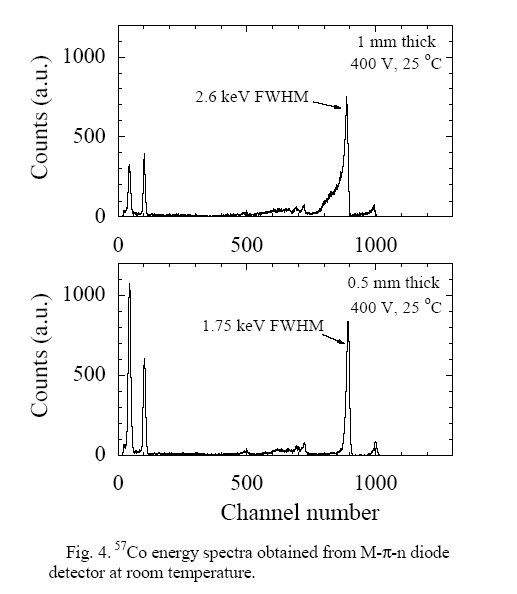 1 mm thick
400 V, 25 °C
2.6 keV FWHM
Counts (a.u.)
1000
500
0
0 500 1000
0.5 mm thick
400 V, 25 °C
1.75 keV FWHM
Counts (a.u.)
1000
500
0
0 500 1000
Channel number
Fig. 4. ⁵⁷Co energy spectra obtained from M-π-n diode
detector at room temperature.